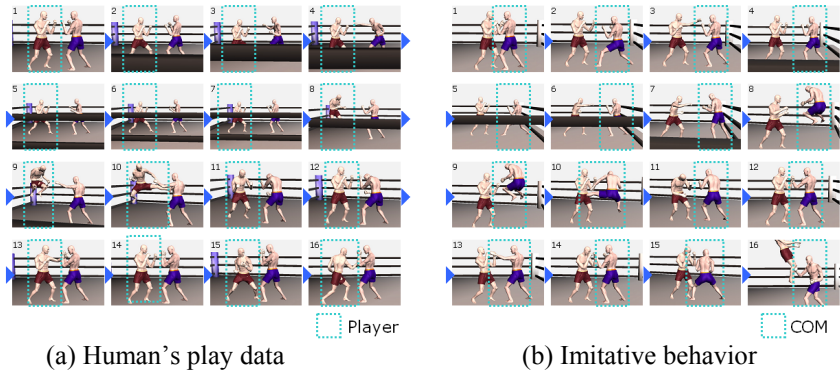 1 2 3 4
5 6 7 8
9 10 11 12
13 14 15 16
Player
(a) Human's play data
1 2 3 4
5 6 7 8
9 10 11 12
13 14 15 16
COM
(b) Imitative behavior